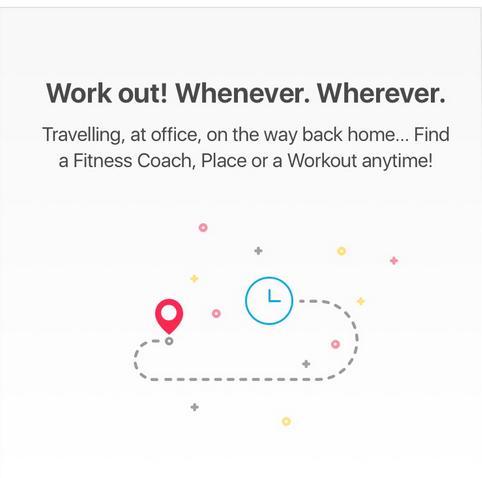 Work out! Whenever. Wherever.
Travelling, at office, on the way back home... Find
a Fitness Coach, Place or a Workout anytime!